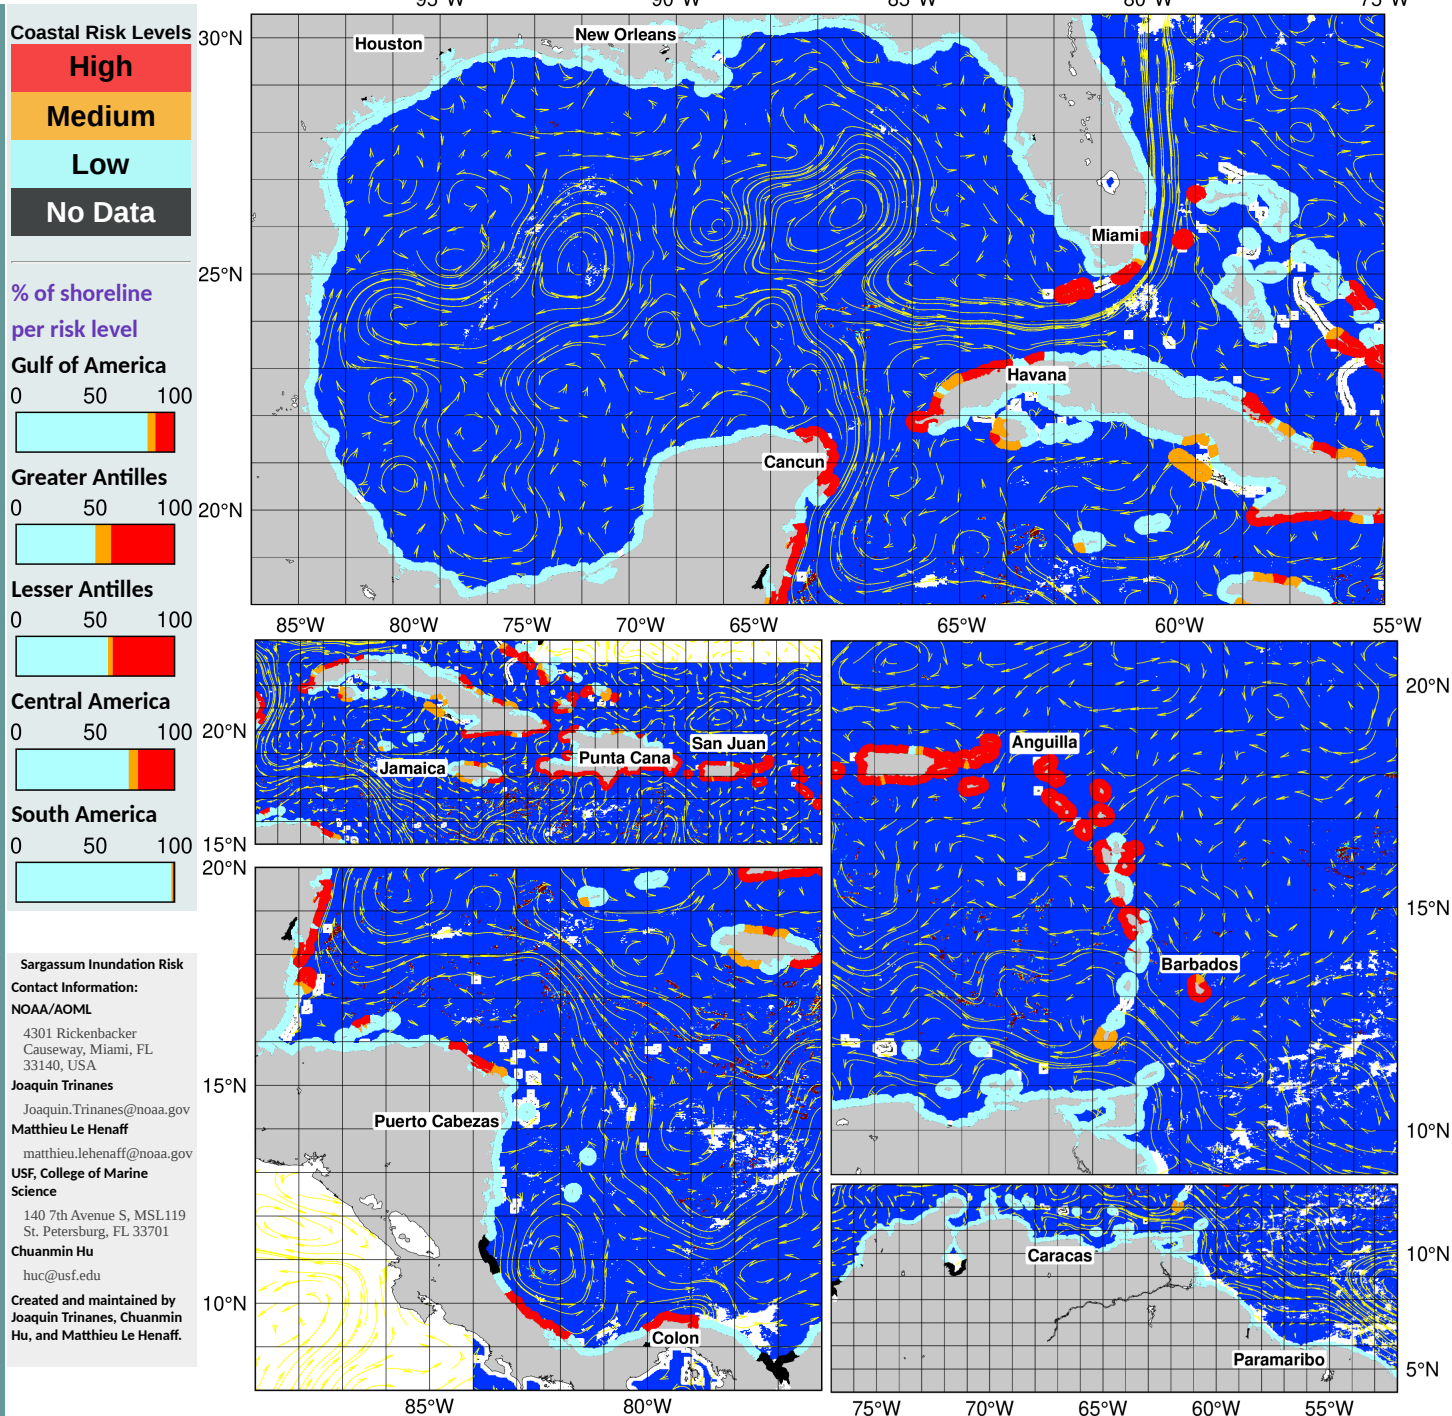 Coastal Risk Levels
High
Medium
Low
No Data
% of shoreline
per risk level
Gulf of America
0 50 100
Greater Antilles
0 50 100
Lesser Antilles
0 50 100
Central America
0 50 100
South America
0 50 100
Sargassum Inundation Risk
Contact Information:
NOAA/AOML
4301 Rickenbacker
Causeway, Miami, FL
33140, USA
Joaquin Trinanes
Joaquin.Trinanes@noaa.gov
Matthieu Le Henaff
matthieu.lehenaff@noaa.gov
USF, College of Marine
Science
140 7th Avenue S, MSL119
St. Petersburg, FL 33701
Chuanmin Hu
huc@usf.edu
Created and maintained by
Joaquin Trinanes, Chuanmin
Hu, and Matthieu Le Henaff.
95°W 90°W 85°W 80°W 75°W
30°N
25°N
20°N
Houston
New Orleans
Miami
Havana
Cancun
85°W 80°W 75°W 70°W 65°W
20°N
15°N
Jamaica
Punta Cana
San Juan
65°W 60°W 55°W
20°N
15°N
10°N
Anguilla
Barbados
20°N
15°N
10°N
Puerto Cabezas
Colon
85°W 80°W
Caracas
Paramaribo
10°N
5°N
75°W 70°W 65°W 60°W 55°W